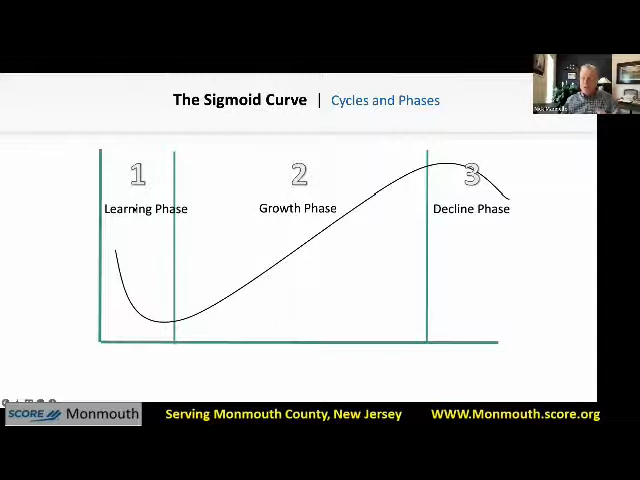 The Sigmoid Curve | Cycles and Phases
1 2 3
Learning Phase Growth Phase Decline Phase
SCORE Monmouth Serving Monmouth County, New Jersey WWW.Monmouth.score.org